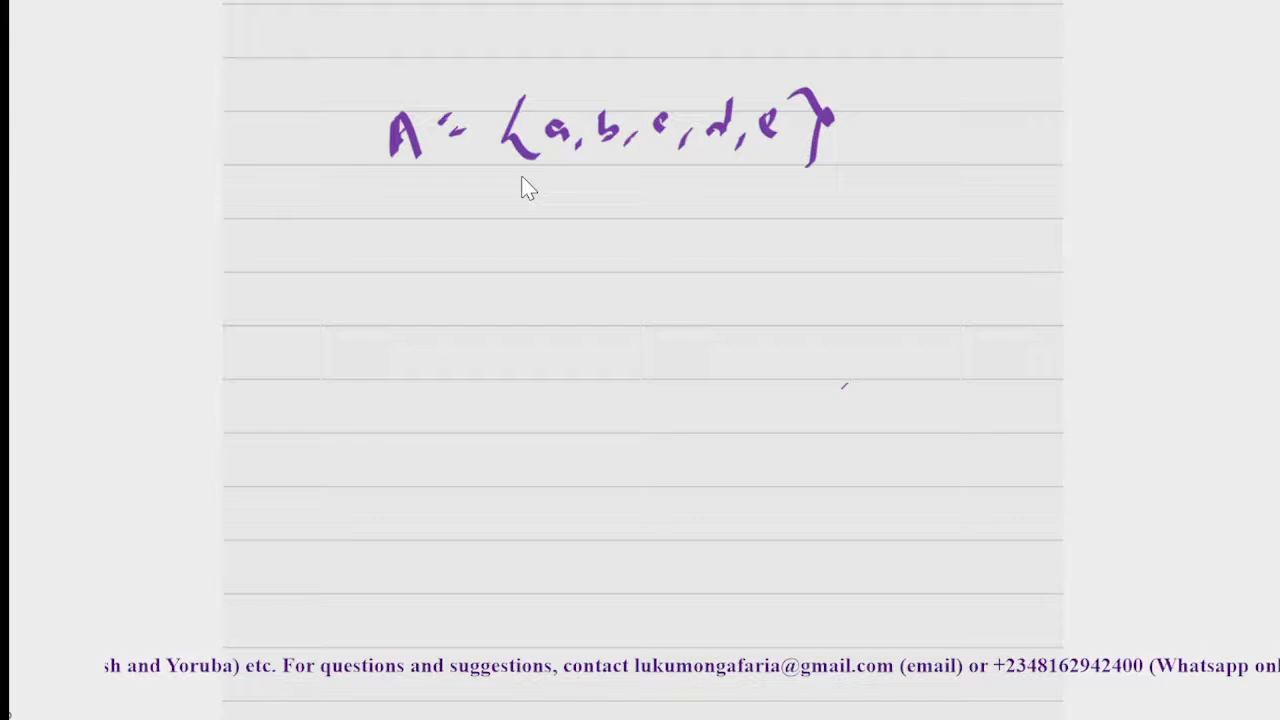 A = {a, b, c, d, e}
sh and Yoruba) etc. For questions and suggestions, contact lukumongafaria@gmail.com (email) or +2348162942400 (Whatsapp onl